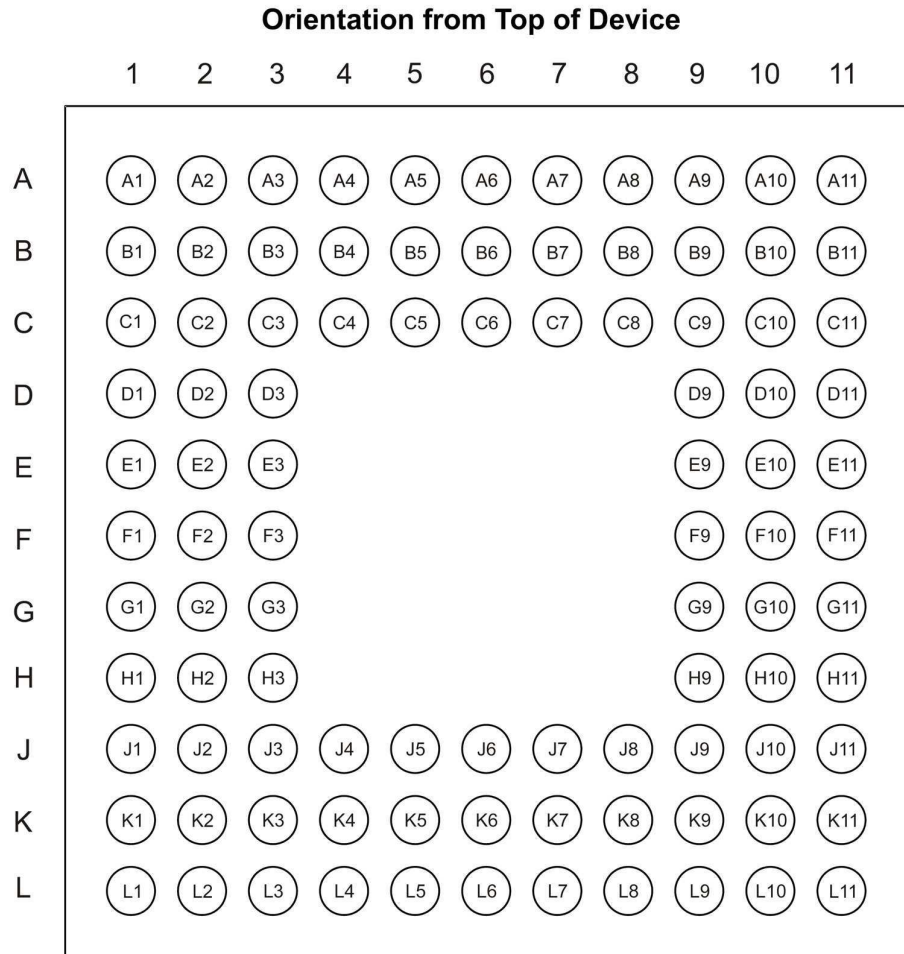 Orientation from Top of Device
1 2 3 4 5 6 7 8 9 10 11
A A1 A2 A3 A4 A5 A6 A7 A8 A9 A10 A11
B B1 B2 B3 B4 B5 B6 B7 B8 B9 B10 B11
C C1 C2 C3 C4 C5 C6 C7 C8 C9 C10 C11
D D1 D2 D3 D9 D10 D11
E E1 E2 E3 E9 E10 E11
F F1 F2 F3 F9 F10 F11
G G1 G2 G3 G9 G10 G11
H H1 H2 H3 H9 H10 H11
J J1 J2 J3 J4 J5 J6 J7 J8 J9 J10 J11
K K1 K2 K3 K4 K5 K6 K7 K8 K9 K10 K11
L L1 L2 L3 L4 L5 L6 L7 L8 L9 L10 L11